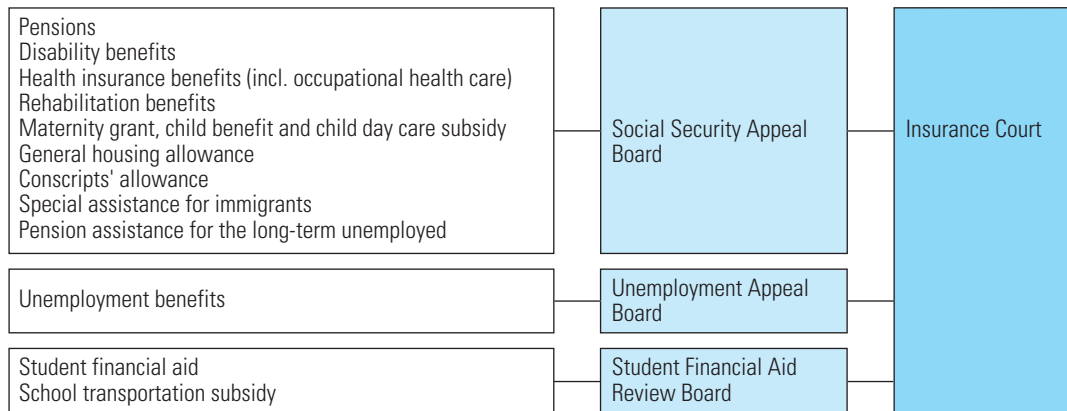 Pensions
Disability benefits
Health insurance benefits (incl. occupational health care)
Rehabilitation benefits
Maternity grant, child benefit and child day care subsidy
General housing allowance
Conscripts' allowance
Special assistance for immigrants
Pension assistance for the long-term unemployed
Social Security Appeal
Board
Insurance Court
Unemployment benefits
Unemployment Appeal
Board
Student financial aid
School transportation subsidy
Student Financial Aid
Review Board